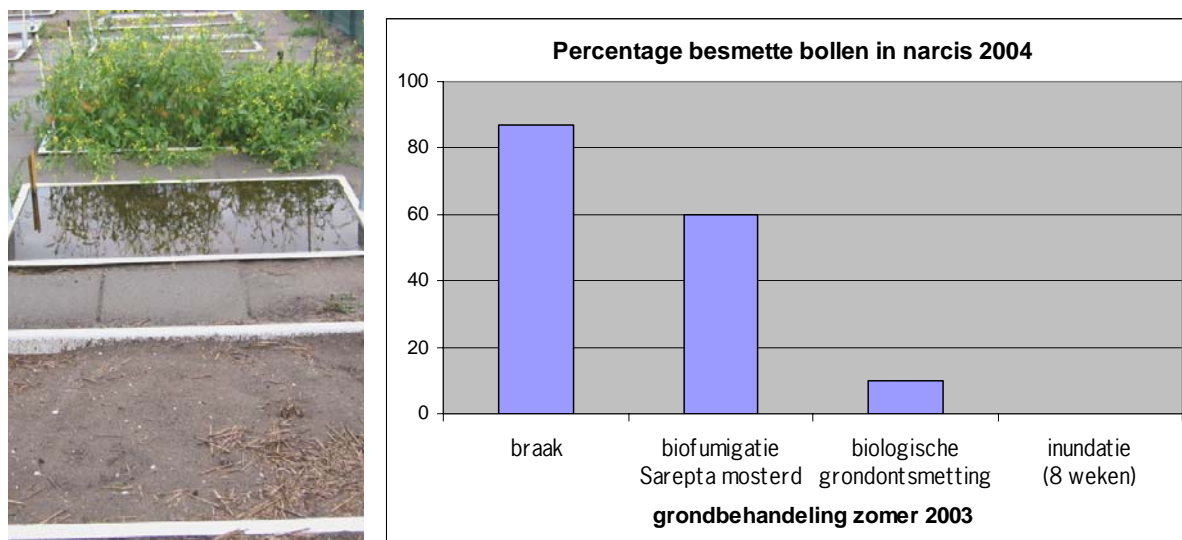 Percentage besmette bollen in narcis 2004
100
80
60
40
20
0
braak
biofumigatie
Sarepta mosterd
biologische
grondontsmetting
inundatie
(8 weken)
grondbehandeling zomer 2003